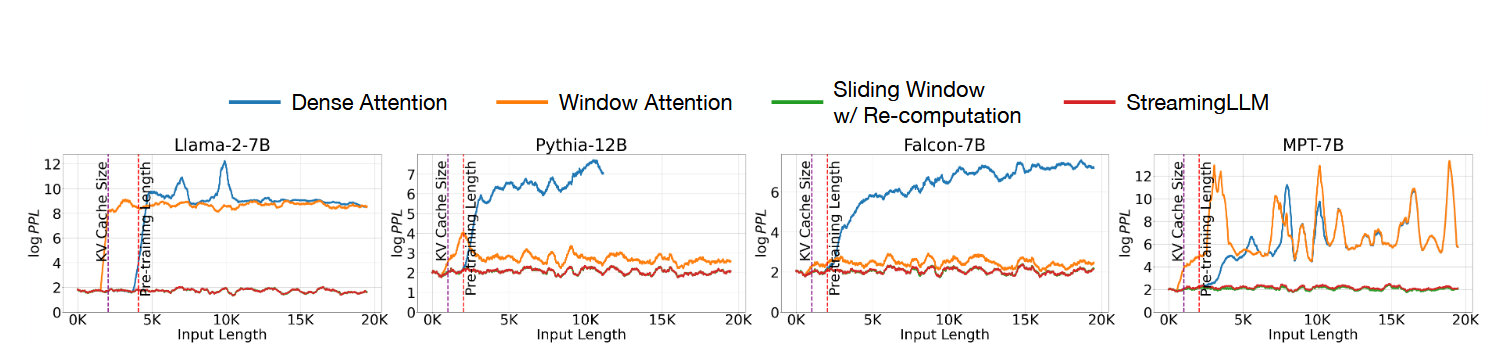 Dense Attention
Window Attention
Sliding Window
w/ Re-computation
StreamingLLM
Llama-2-7B
log PPL
12
10
8
6
4
2
0
KV Cache Size
Pre-training Length
0K
5K
10K
15K
20K
Input Length
Pythia-12B
log PPL
7
6
5
4
3
2
1
0
KV Cache Size
Pre-training Length
0K
5K
10K
15K
20K
Input Length
Falcon-7B
log PPL
6
4
2
0
KV Cache Size
Pre-training Length
0K
5K
10K
15K
20K
Input Length
MPT-7B
log PPL
12
10
8
6
4
2
0
KV Cache Size
Pre-training Length
0K
5K
10K
15K
20K
Input Length